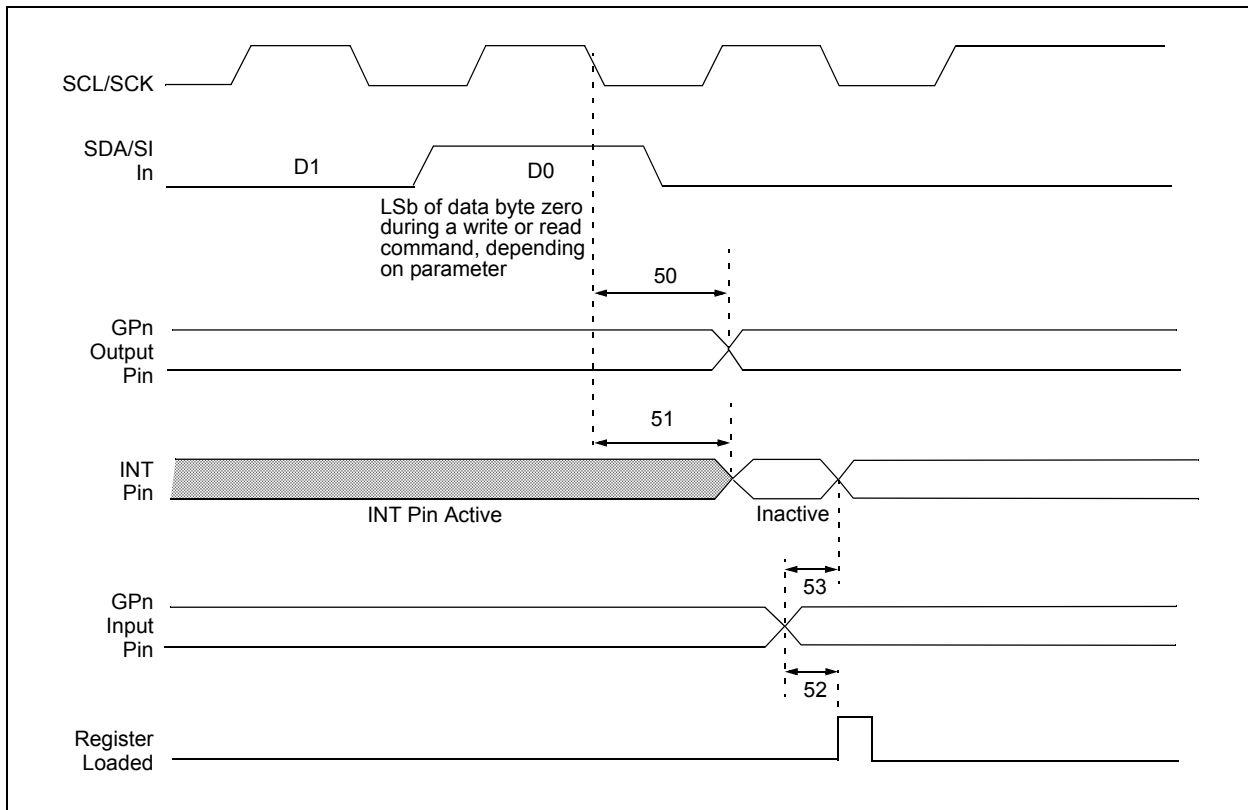 SCL/SCK
SDA/SI
In
D1
D0
LSb of data byte zero
during a write or read
command, depending
on parameter
50
GPn
Output
Pin
51
INT
Pin
INT Pin Active
Inactive
53
GPn
Input
Pin
52
Register
Loaded